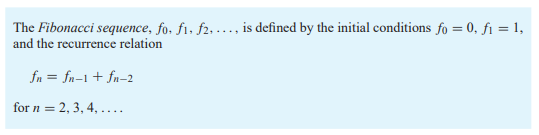 The Fibonacci sequence, f₀, f₁, f₂, . . . , is defined by the initial conditions f₀ = 0, f₁ = 1,
and the recurrence relation
fₙ = fₙ₋₁ + fₙ₋₂
for n = 2, 3, 4, . . . .